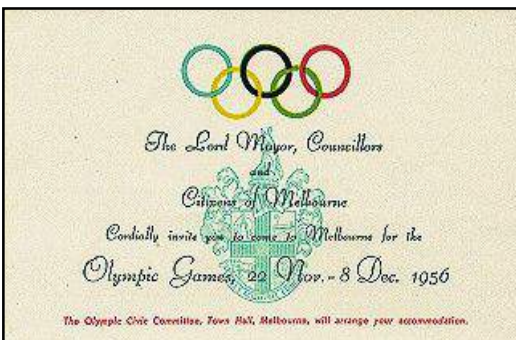 The Lord Mayor, Councillors
and
Citizens of Melbourne
Cordially invite you to come to Melbourne for the
Olympic Games, 22 Nov. - 8 Dec. 1956
The Olympic Civic Committee, Town Hall, Melbourne, will arrange your accommodation.